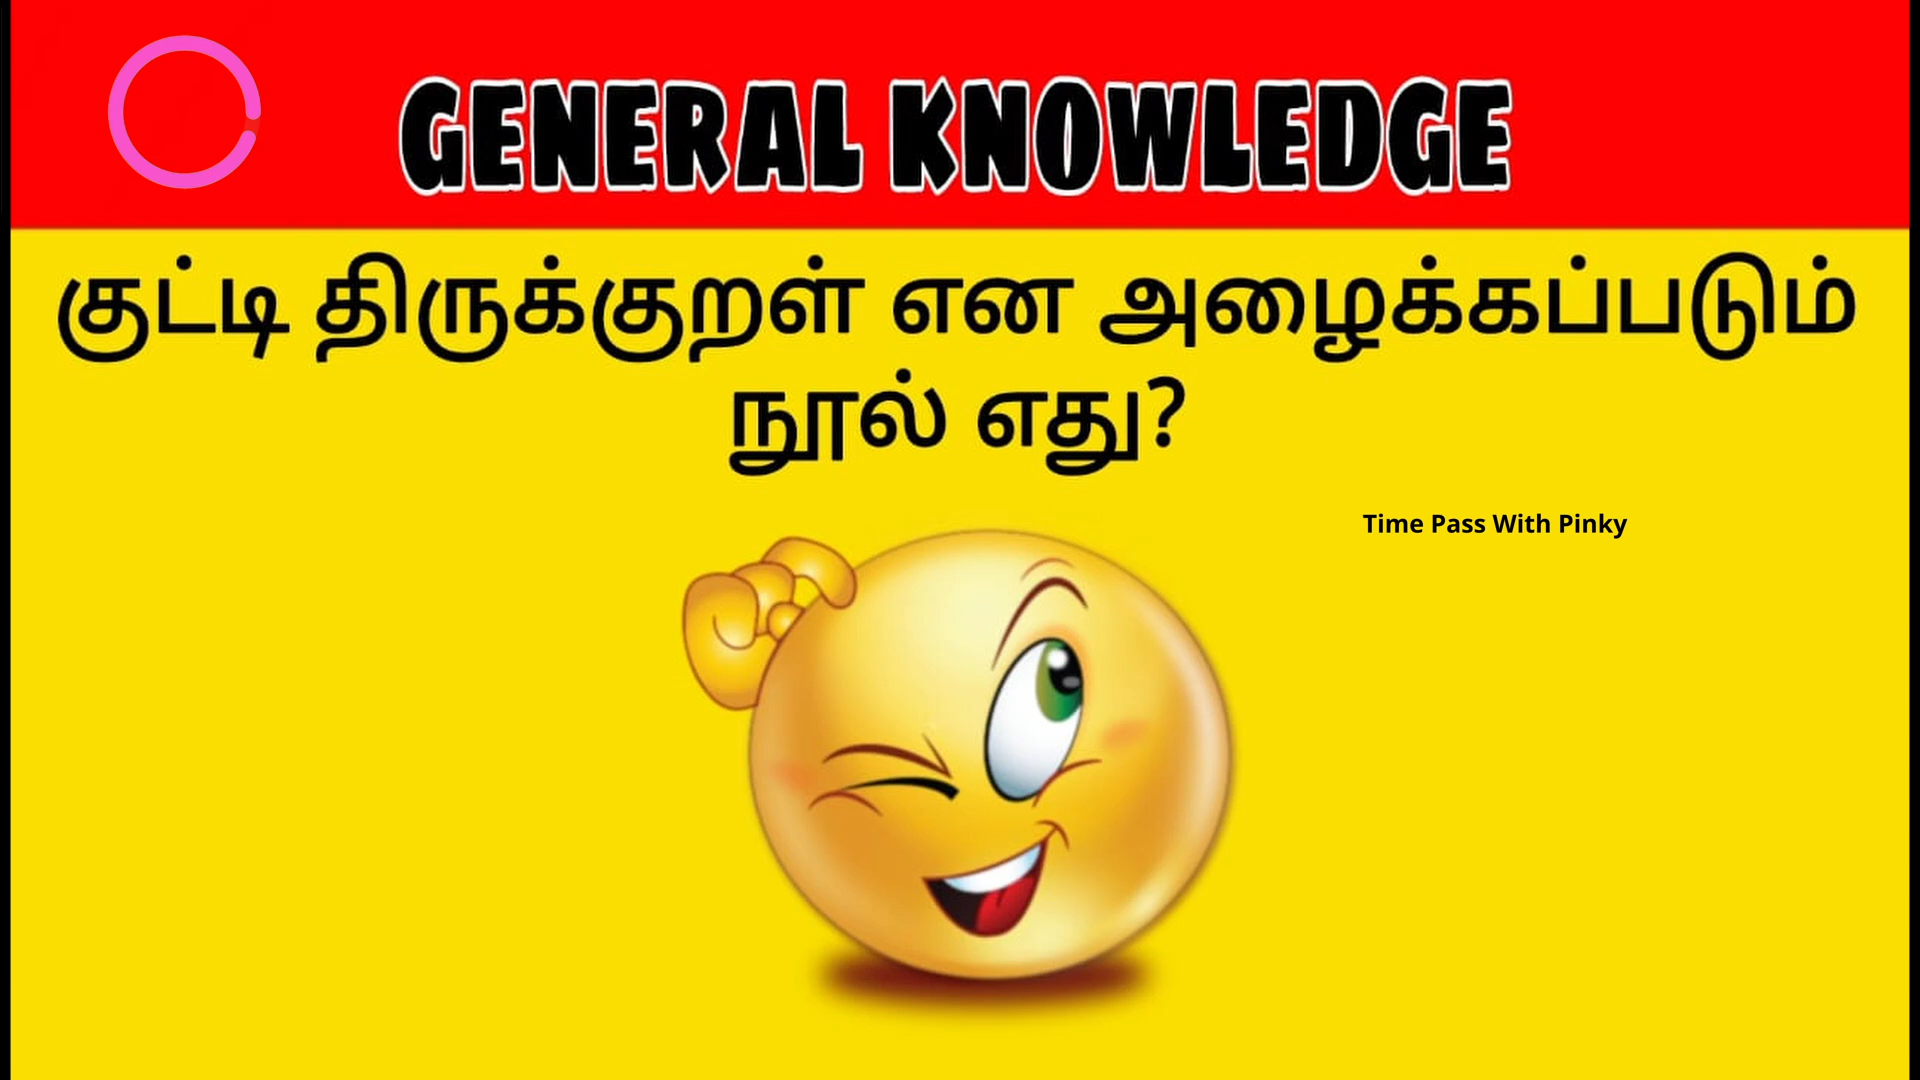 GENERAL KNOWLEDGE
குட்டி திருக்குறள் என அழைக்கப்படும்
நூல் எது?
Time Pass With Pinky